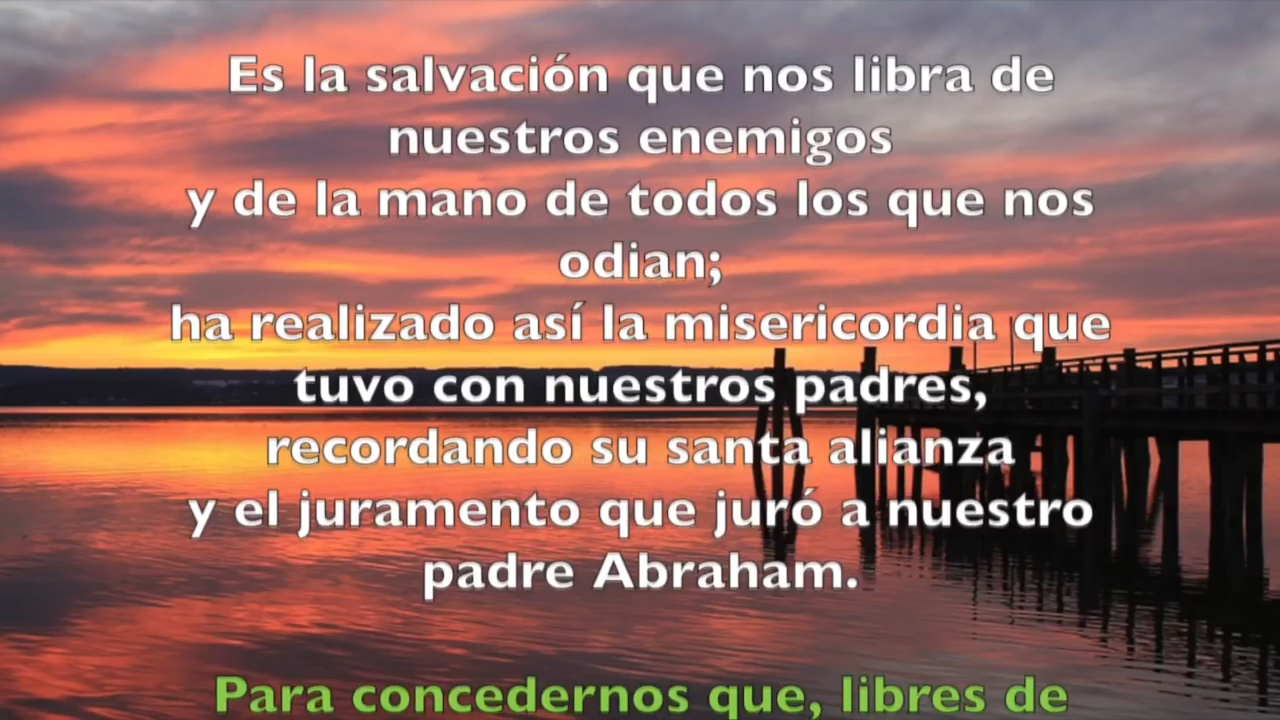 Es la salvación que nos libra de
nuestros enemigos
y de la mano de todos los que nos
odian;
ha realizado así la misericordia que
tuvo con nuestros padres,
recordando su santa alianza
y el juramento que juró a nuestro
padre Abraham.
Para concedernos que, libres de